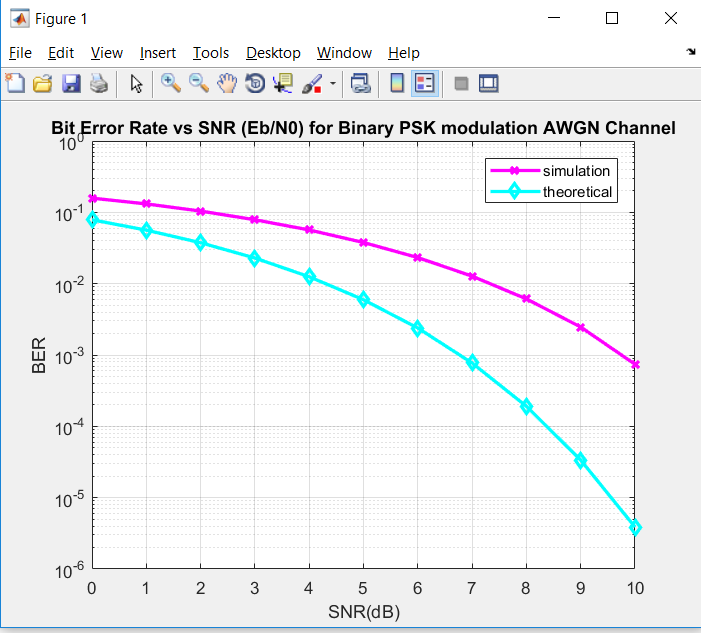 Figure 1
File Edit View Insert Tools Desktop Window Help
Bit Error Rate vs SNR (Eb/N0) for Binary PSK modulation AWGN Channel
simulation
theoretical
10^0
10^-1
10^-2
10^-3
10^-4
10^-5
10^-6
BER
0 1 2 3 4 5 6 7 8 9 10
SNR(dB)